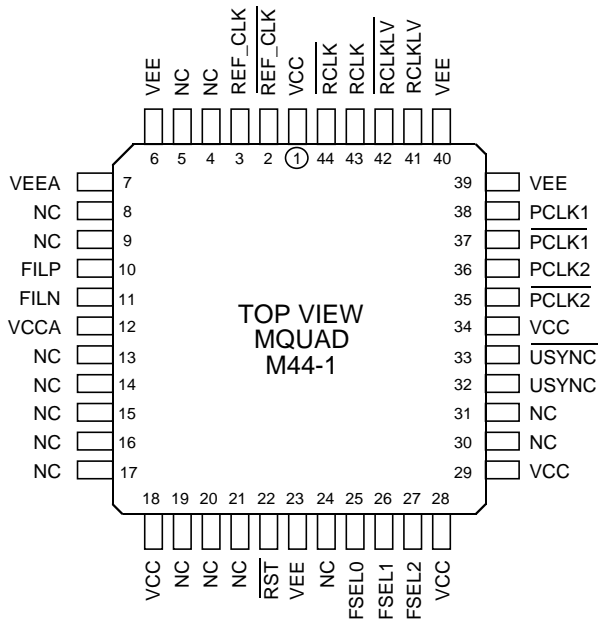 VEE
NC
NC
REF_CLK
REF_CLK
VCC
RCLK
RCLK
RCLKLV
RCLKLV
VEE
6 5 4 3 2 1 44 43 42 41 40
VEEA 7
NC 8
NC 9
FILP 10
FILN 11
VCCA 12
NC 13
NC 14
NC 15
NC 16
NC 17
TOP VIEW
MQUAD
M44-1
39 VEE
38 PCLK1
37 PCLK1
36 PCLK2
35 PCLK2
34 VCC
33 USYNC
32 USYNC
31 NC
30 NC
29 VCC
18 19 20 21 22 23 24 25 26 27 28
VCC
NC
NC
NC
RST
VEE
NC
FSEL0
FSEL1
FSEL2
VCC